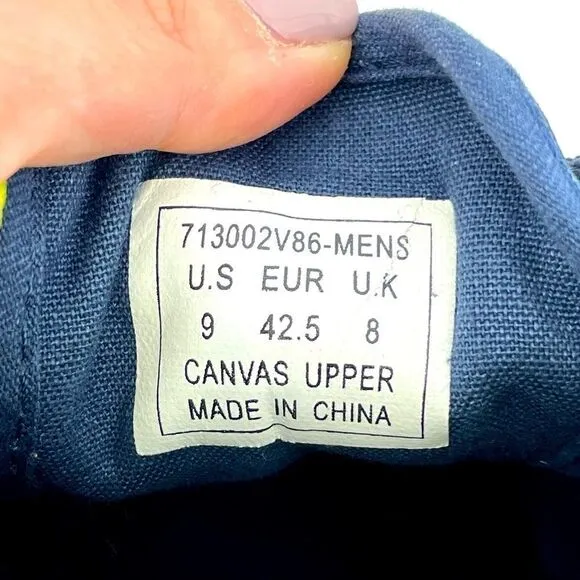 713002V86-MENS
U.S EUR U.K
9 42.5 8
CANVAS UPPER
MADE IN CHINA